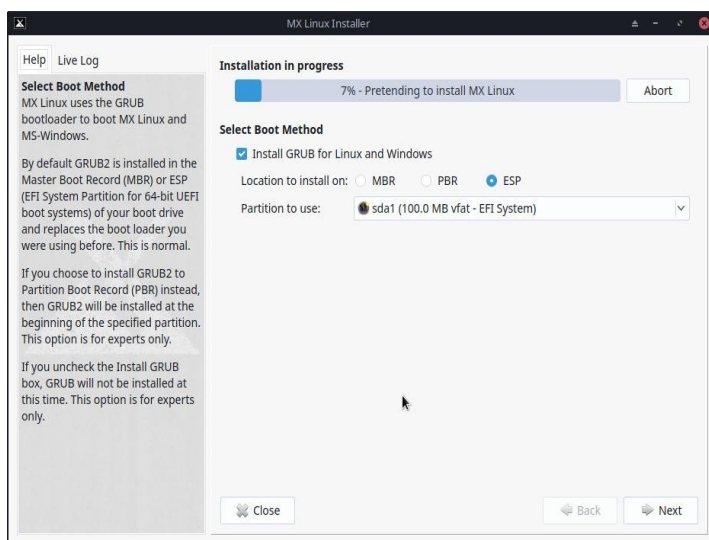 MX Linux Installer
Help
Live Log
Select Boot Method
MX Linux uses the GRUB
bootloader to boot MX Linux and
MS-Windows.
By default GRUB2 is installed in the
Master Boot Record (MBR) or ESP
(EFI System Partition for 64-bit UEFI
boot systems) of your boot drive
and replaces the boot loader you
were using before. This is normal.
If you choose to install GRUB2 to
Partition Boot Record (PBR) instead,
then GRUB2 will be installed at the
beginning of the specified partition.
This option is for experts only.
If you uncheck the Install GRUB
box, GRUB will not be installed at
this time. This option is for experts
only.
Installation in progress
7% - Pretending to install MX Linux
Abort
Select Boot Method
Install GRUB for Linux and Windows
Location to install on: MBR PBR ESP
Partition to use: sda1 (100.0 MB vfat - EFI System)
Close
Back
Next